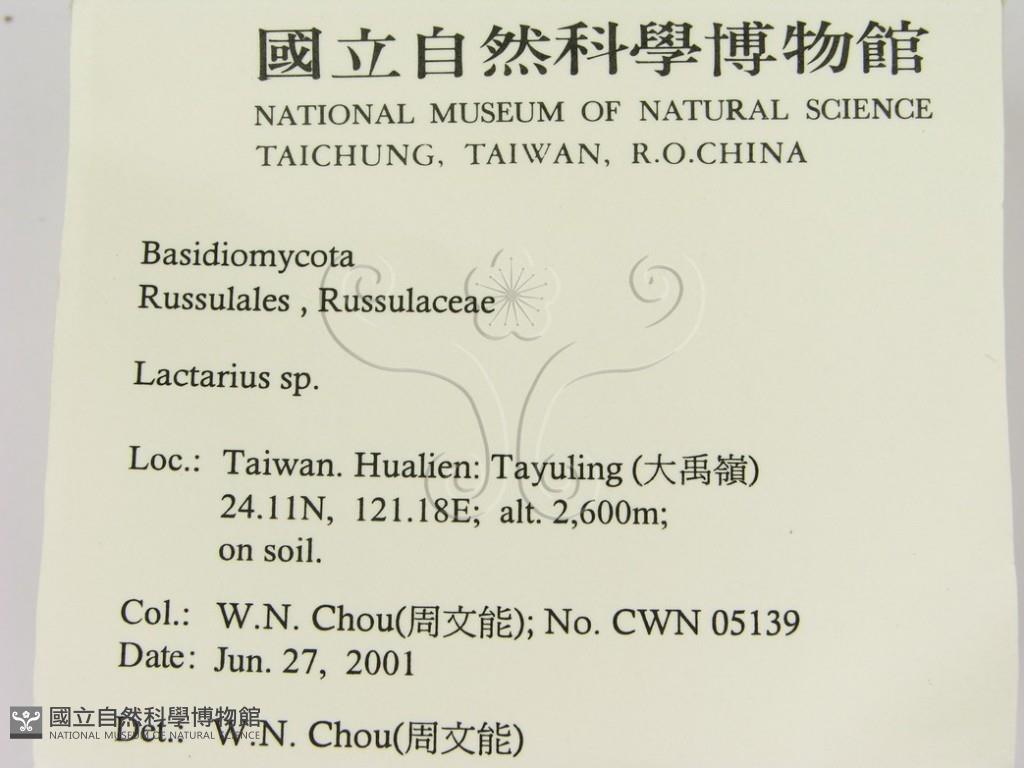 國立自然科學博物館
NATIONAL MUSEUM OF NATURAL SCIENCE
TAICHUNG, TAIWAN, R.O.CHINA
Basidiomycota
Russulales , Russulaceae
Lactarius sp.
Loc.: Taiwan. Hualien: Tayuling (大禹嶺)
24.11N, 121.18E; alt. 2,600m;
on soil.
Col.: W.N. Chou(周文能); No. CWN 05139
Date: Jun. 27, 2001
Det.: W.N. Chou(周文能)
國立自然科學博物館
NATIONAL MUSEUM OF NATURAL SCIENCE